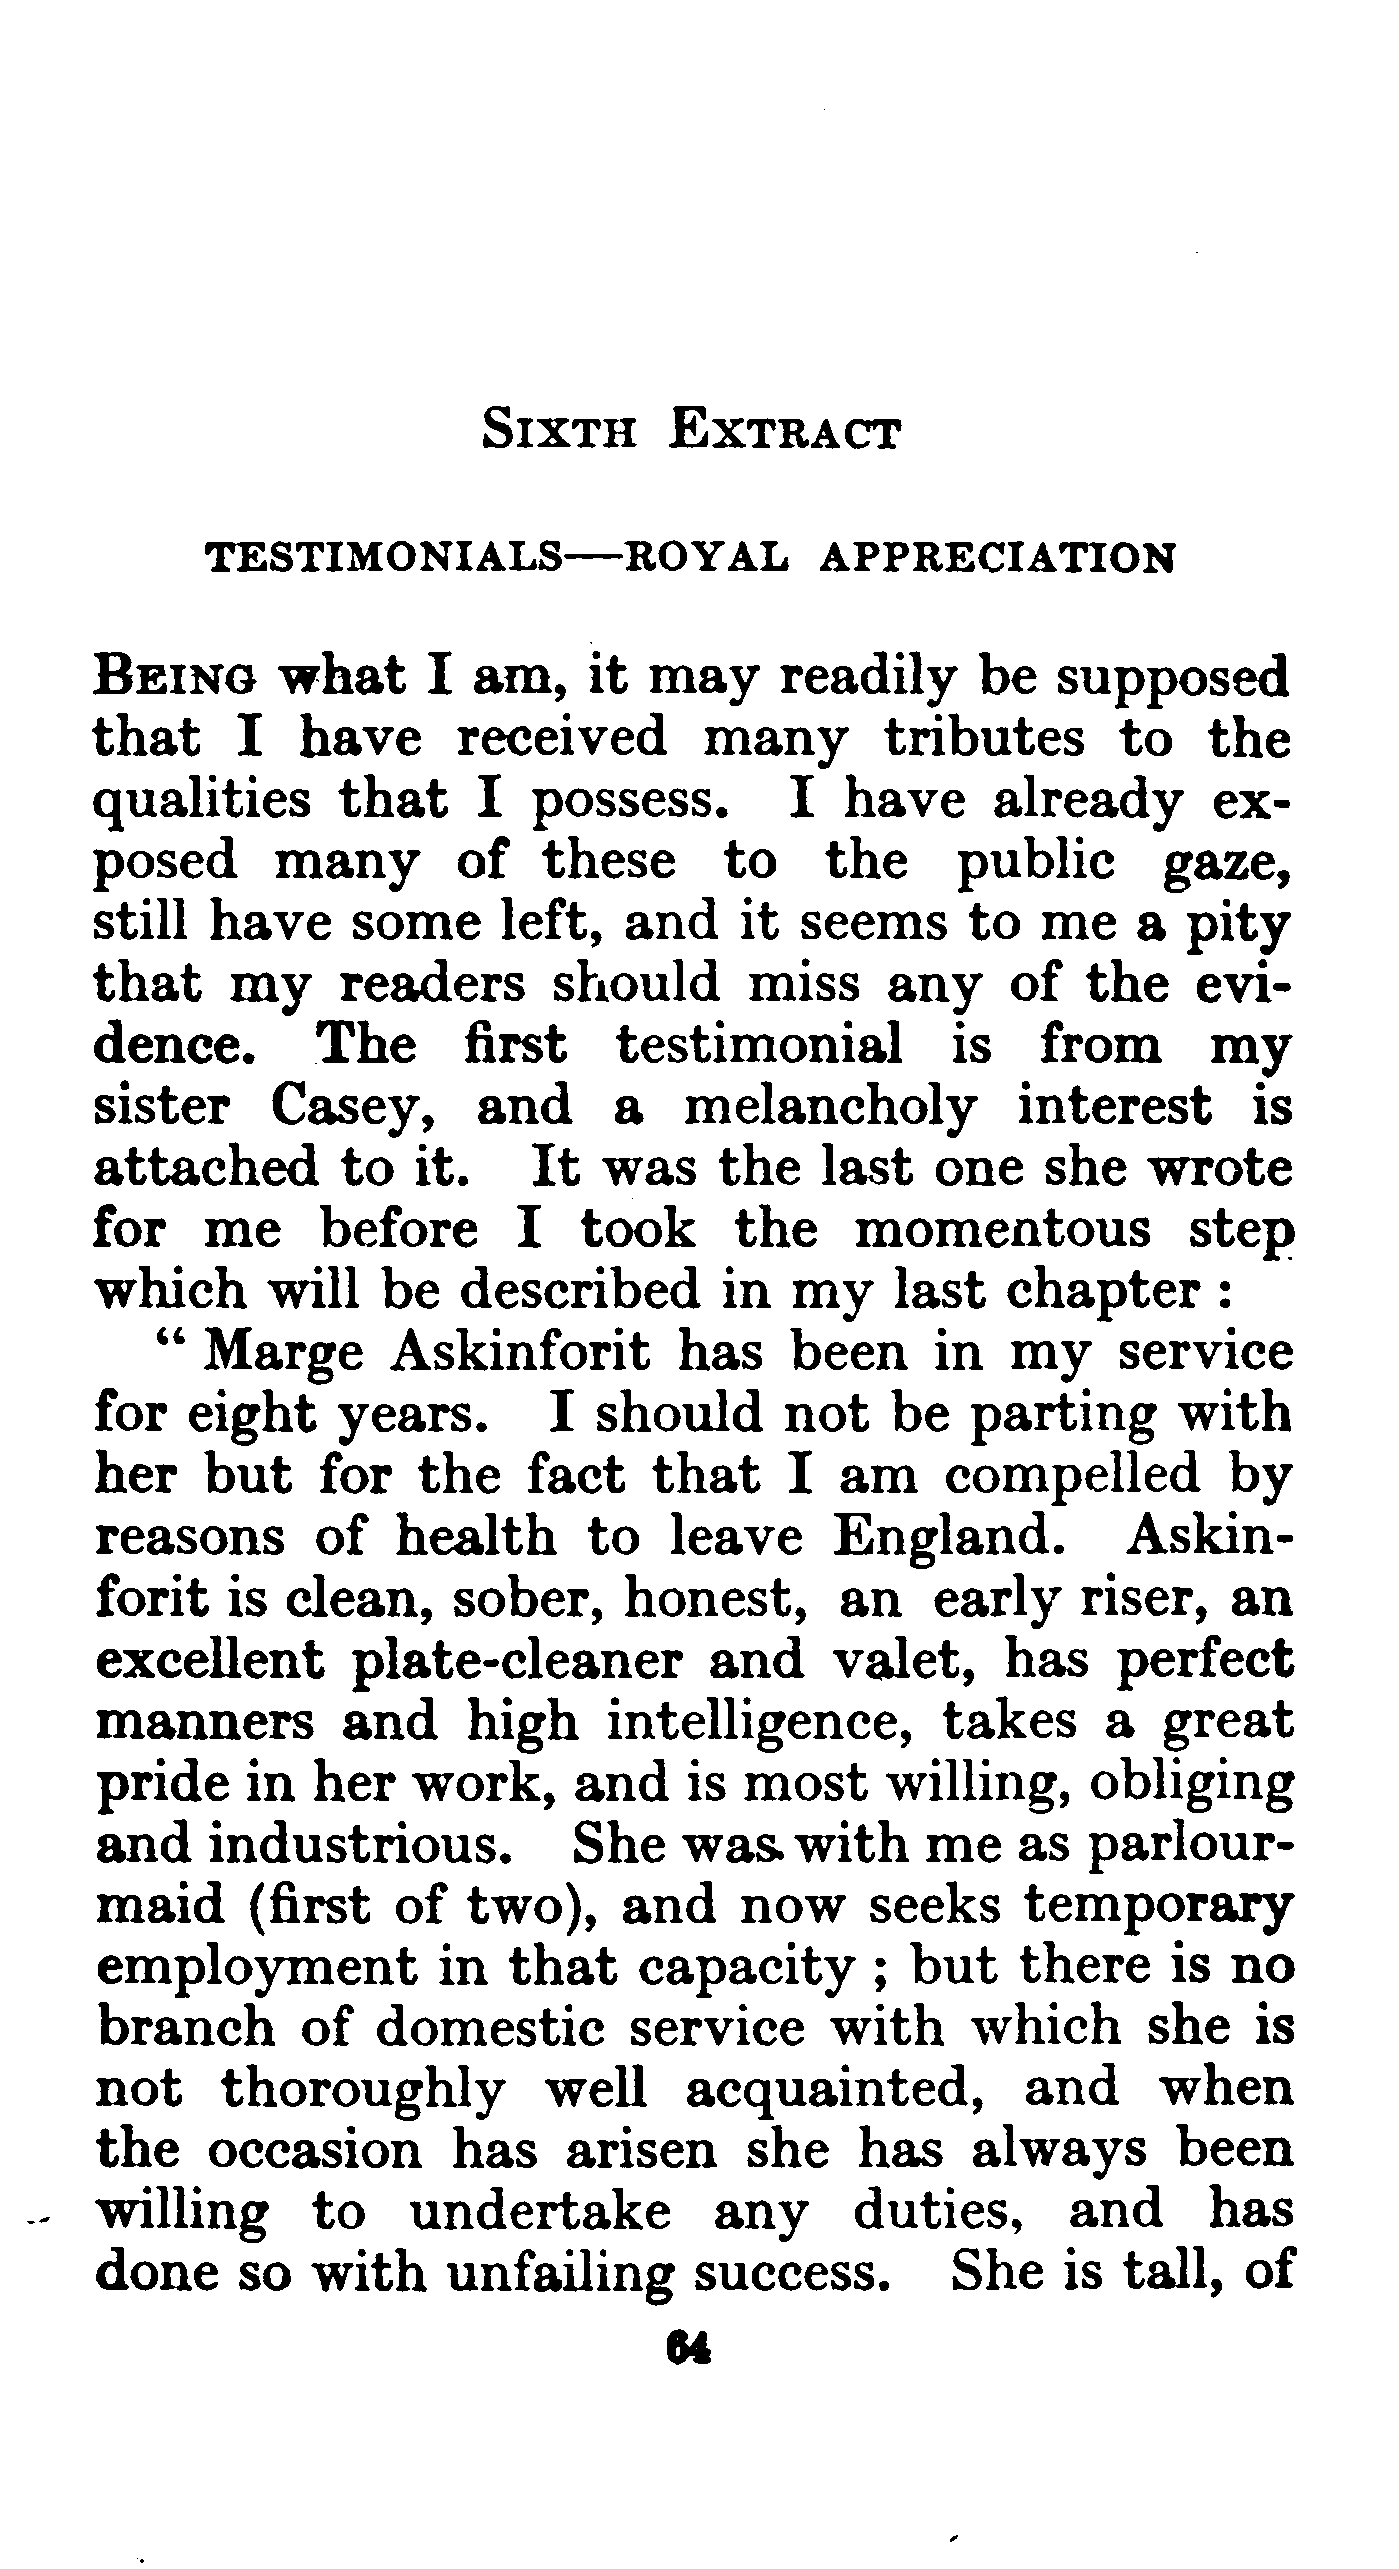 Sixth Extract
TESTIMONIALS—ROYAL APPRECIATION
Being what I am, it may readily be supposed
that I have received many tributes to the
qualities that I possess. I have already ex-
posed many of these to the public gaze,
still have some left, and it seems to me a pity
that my readers should miss any of the evi-
dence. The first testimonial is from my
sister Casey, and a melancholy interest is
attached to it. It was the last one she wrote
for me before I took the momentous step
which will be described in my last chapter :
“ Marge Askinforit has been in my service
for eight years. I should not be parting with
her but for the fact that I am compelled by
reasons of health to leave England. Askin-
forit is clean, sober, honest, an early riser, an
excellent plate-cleaner and valet, has perfect
manners and high intelligence, takes a great
pride in her work, and is most willing, obliging
and industrious. She was with me as parlour-
maid (first of two), and now seeks temporary
employment in that capacity ; but there is no
branch of domestic service with which she is
not thoroughly well acquainted, and when
the occasion has arisen she has always been
willing to undertake any duties, and has
done so with unfailing success. She is tall, of
64